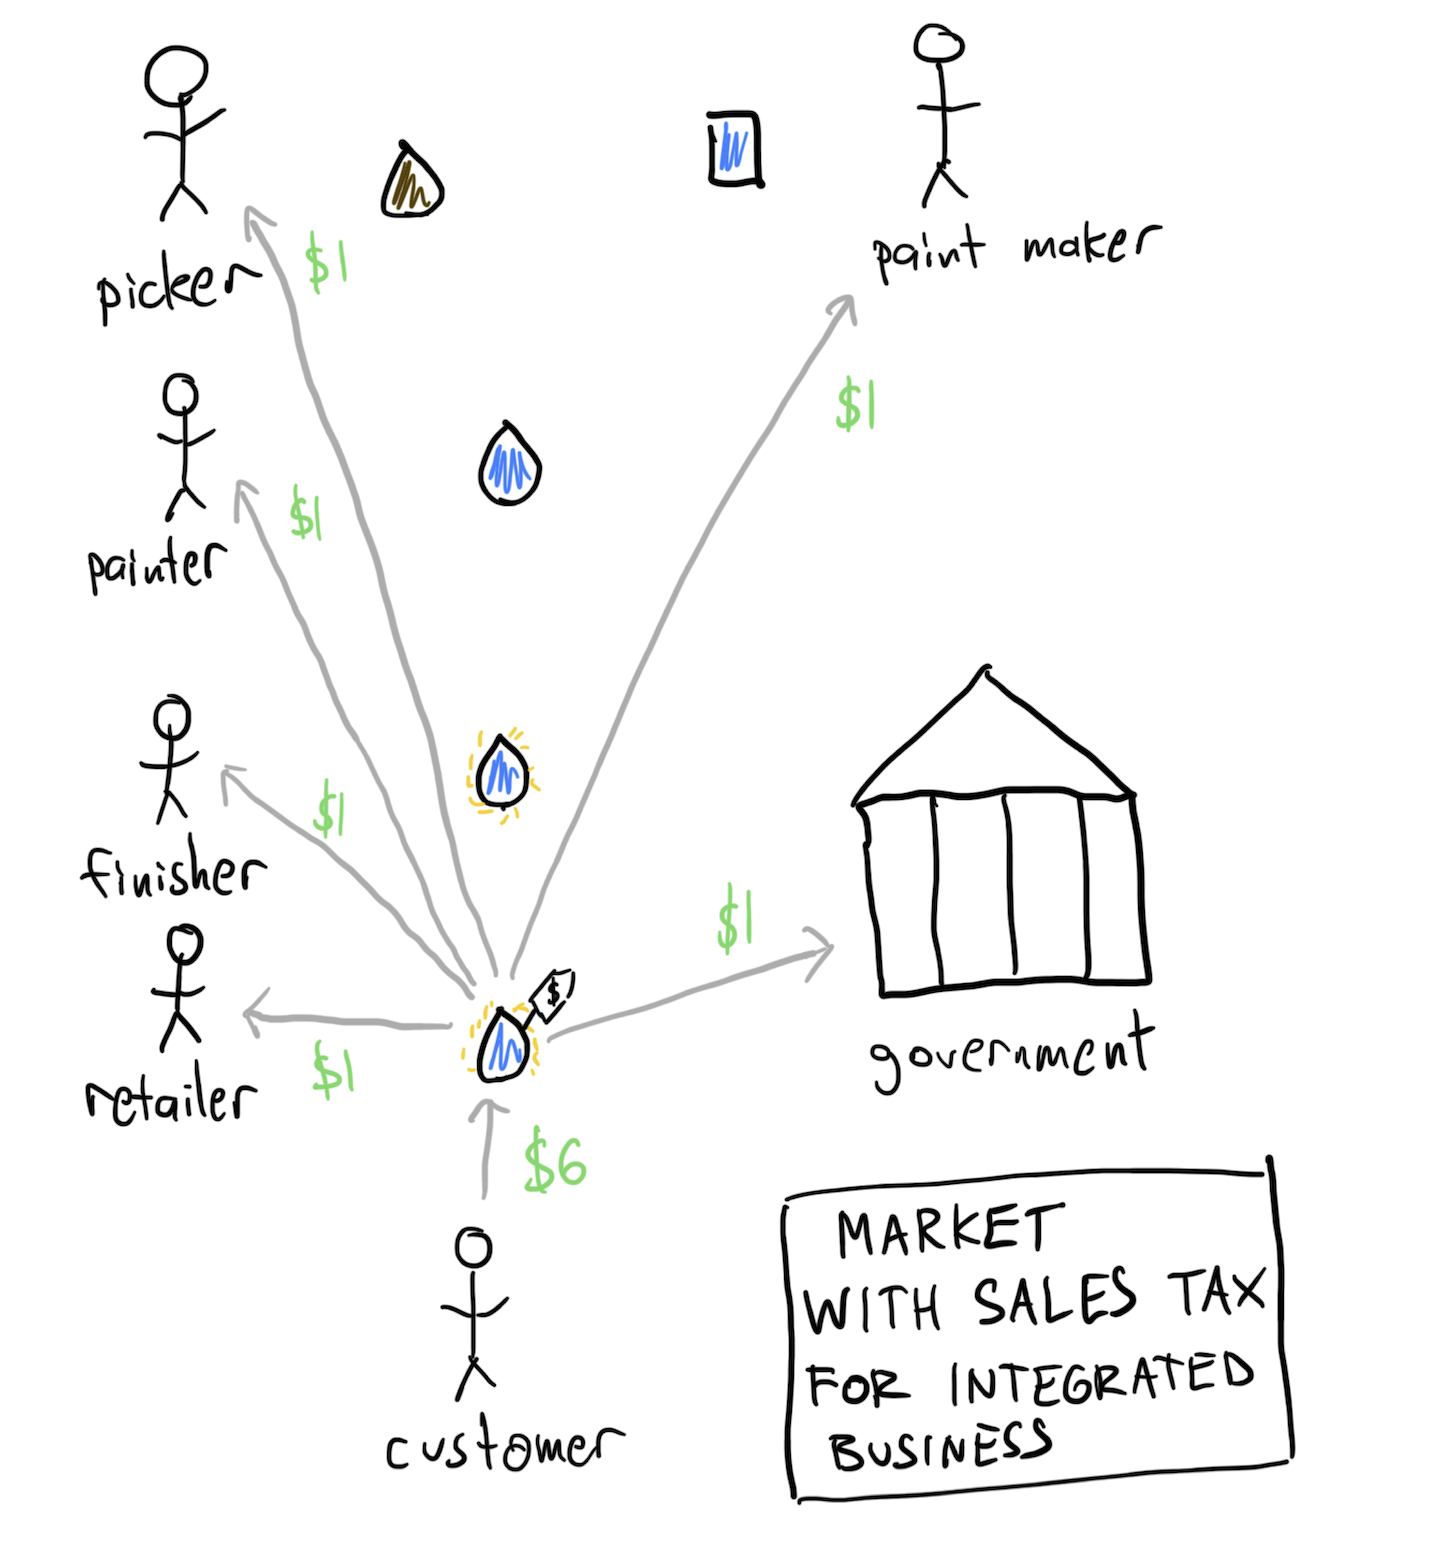 picker
$1
paint maker
$1
painter
$1
finisher
$1
$1
government
retailer
$1
$
$6
customer
MARKET
WITH SALES TAX
FOR INTEGRATED
BUSINESS